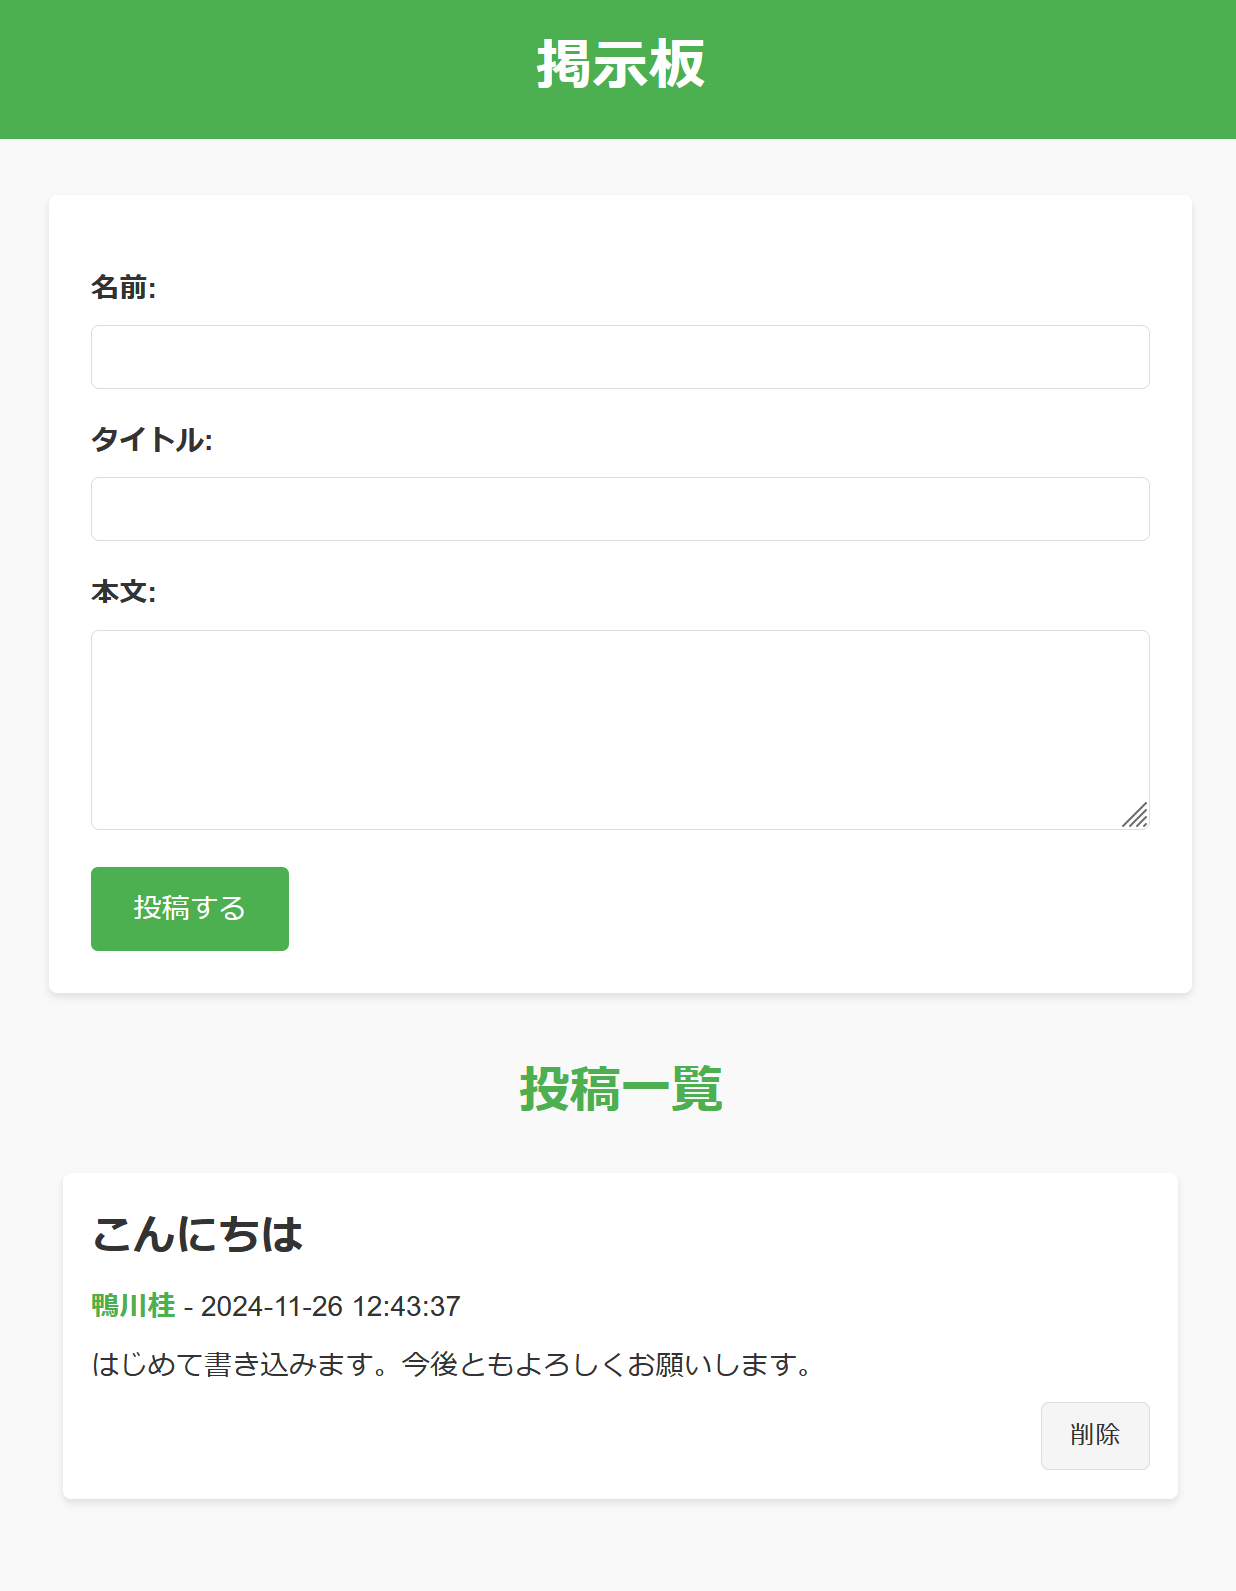 掲示板
名前:
タイトル:
本文:
投稿する
投稿一覧
こんにちは
鴨川桂 - 2024-11-26 12:43:37
はじめて書き込みます。今後ともよろしくお願いします。
削除